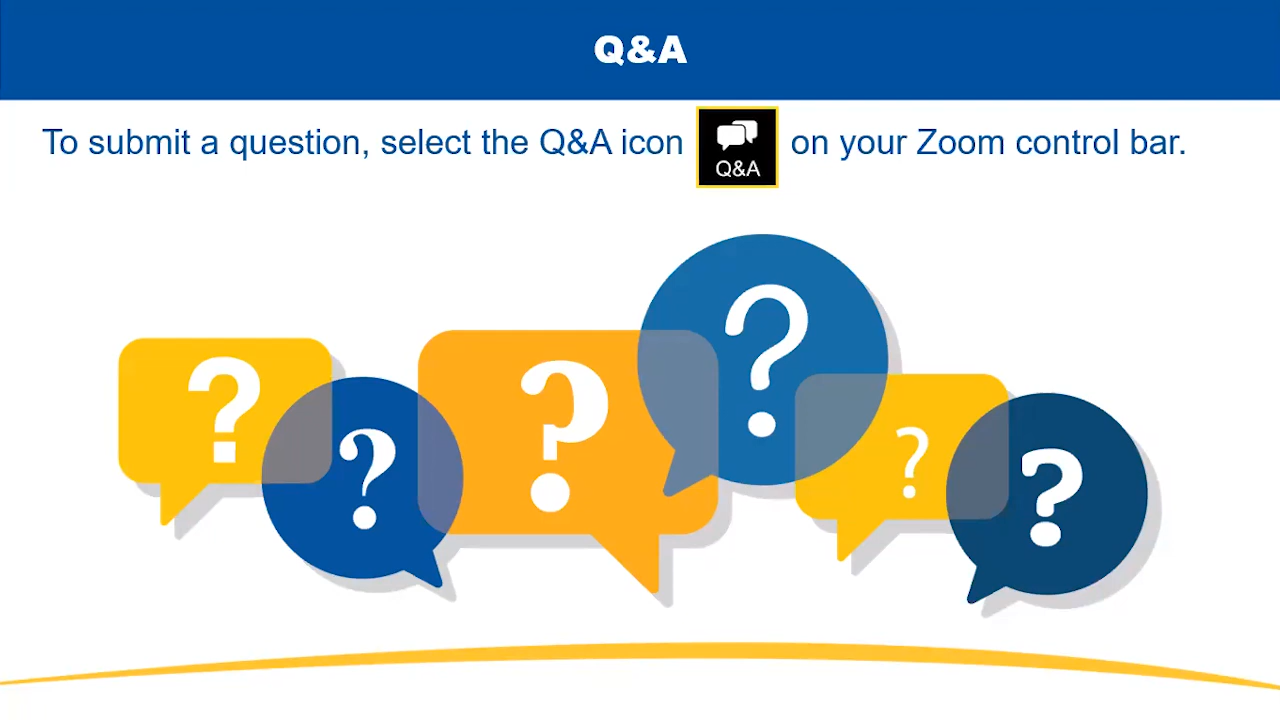 Q&A
To submit a question, select the Q&A icon Q&A on your Zoom control bar.
? ? ? ? ? ?